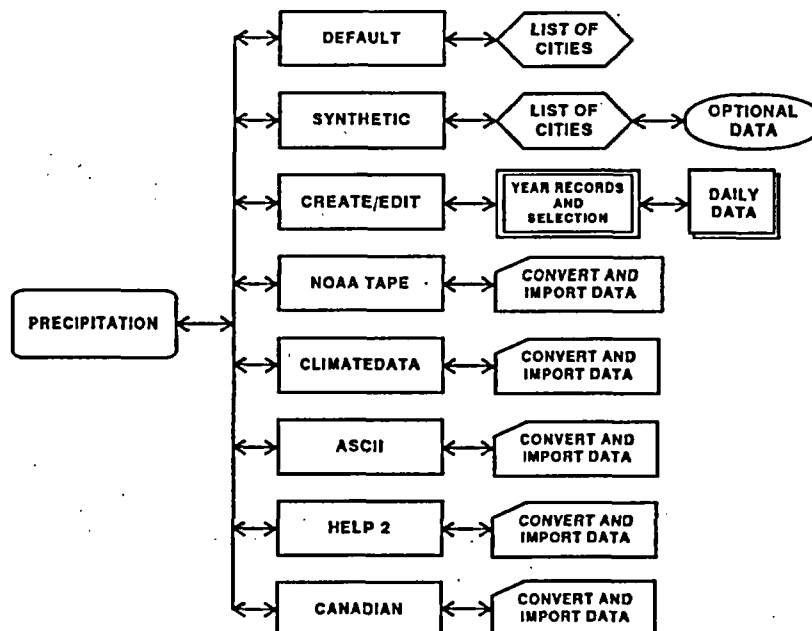 DEFAULT
LIST OF
CITIES
SYNTHETIC
LIST OF
CITIES
OPTIONAL
DATA
CREATE/EDIT
YEAR RECORDS
AND
SELECTION
DAILY
DATA
NOAA TAPE
CONVERT AND
IMPORT DATA
PRECIPITATION
CLIMATEDATA
CONVERT AND
IMPORT DATA
ASCII
CONVERT AND
IMPORT DATA
HELP 2
CONVERT AND
IMPORT DATA
CANADIAN
CONVERT AND
IMPORT DATA